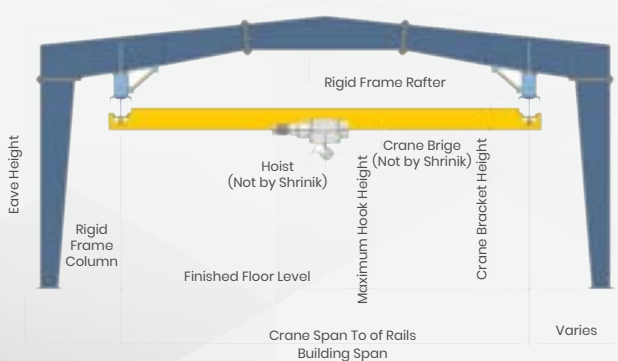 Rigid Frame Rafter
Eave Height
Hoist
(Not by Shrinik)
Crane Brige
(Not by Shrinik)
Maximum Hook Height
Crane Bracket Height
Rigid
Frame
Column
Finished Floor Level
Crane Span To of Rails
Varies
Building Span